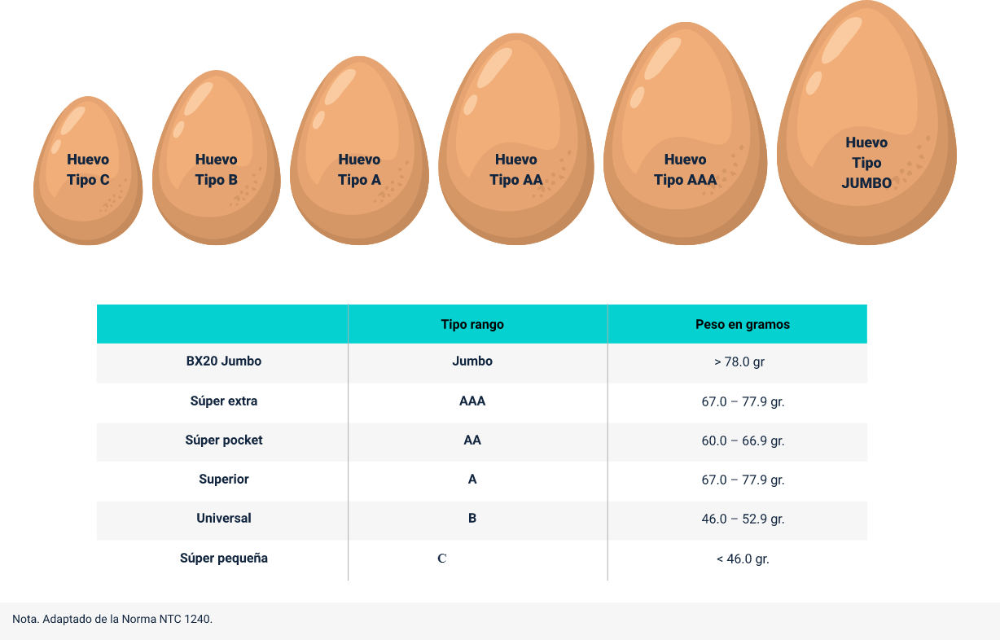 Huevo
Tipo C
Huevo
Tipo B
Huevo
Tipo A
Huevo
Tipo AA
Huevo
Tipo AAA
Huevo
Tipo
JUMBO
Tipo rango Peso en gramos
BX20 Jumbo Jumbo > 78.0 gr
Súper extra AAA 67.0 – 77.9 gr.
Súper pocket AA 60.0 – 66.9 gr.
Superior A 67.0 – 77.9 gr.
Universal B 46.0 – 52.9 gr.
Súper pequeña C < 46.0 gr.
Nota. Adaptado de la Norma NTC 1240.